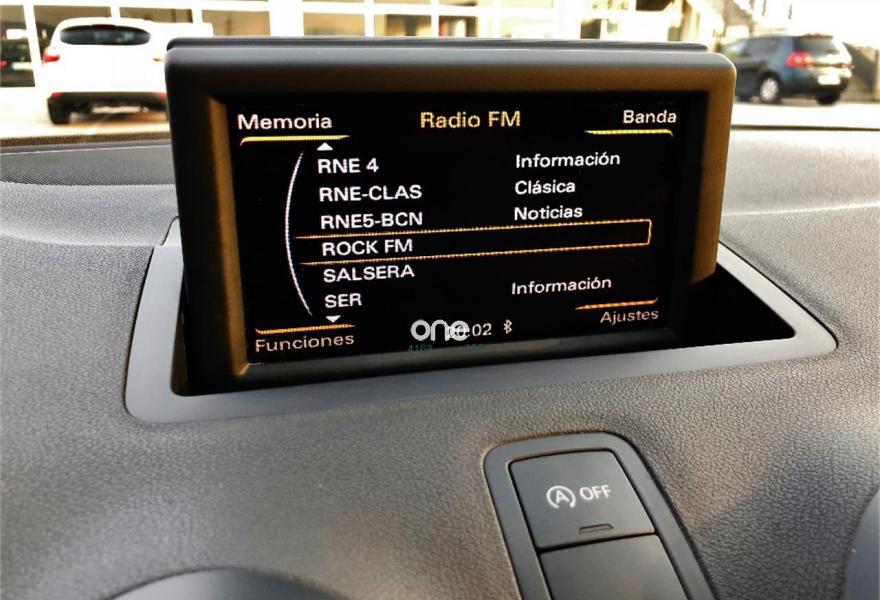 Memoria Radio FM Banda
RNE 4 Información
RNE-CLAS Clásica
RNE5-BCN Noticias
ROCK FM
SALSERA
SER Información
Funciones :02 Ajustes
one
A OFF